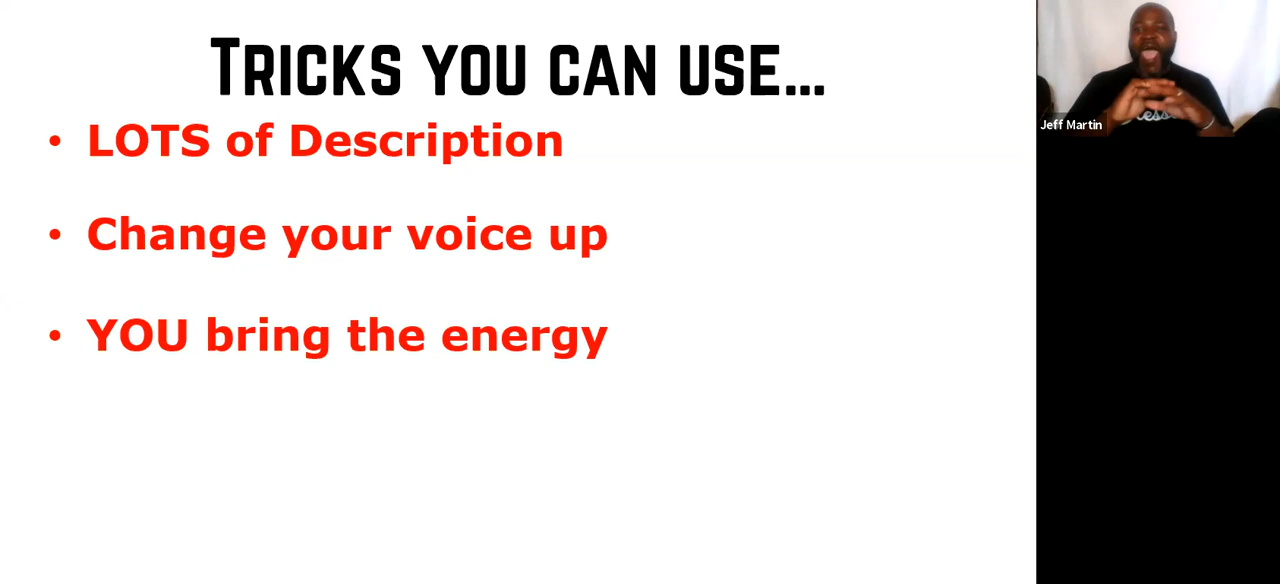 TRICKS YOU CAN USE...
• LOTS of Description
• Change your voice up
• YOU bring the energy
Jeff Martin